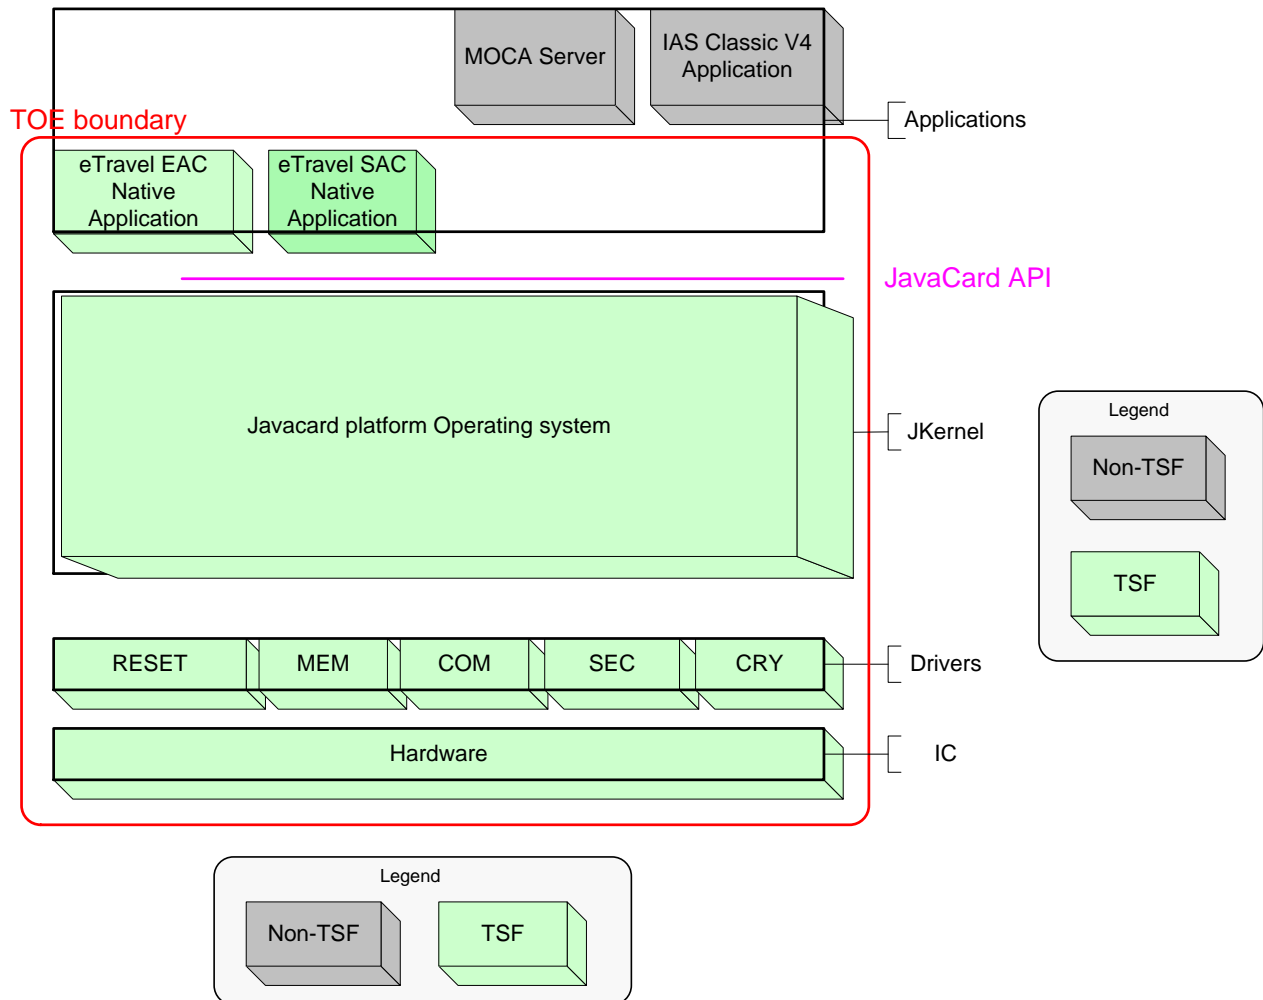 MOCA Server
IAS Classic V4
Application
Applications
TOE boundary
eTravel EAC
Native
Application
eTravel SAC
Native
Application
JavaCard API
Javacard platform Operating system
JKernel
Legend
Non-TSF
TSF
RESET
MEM
COM
SEC
CRY
Drivers
Hardware
IC
Legend
Non-TSF
TSF